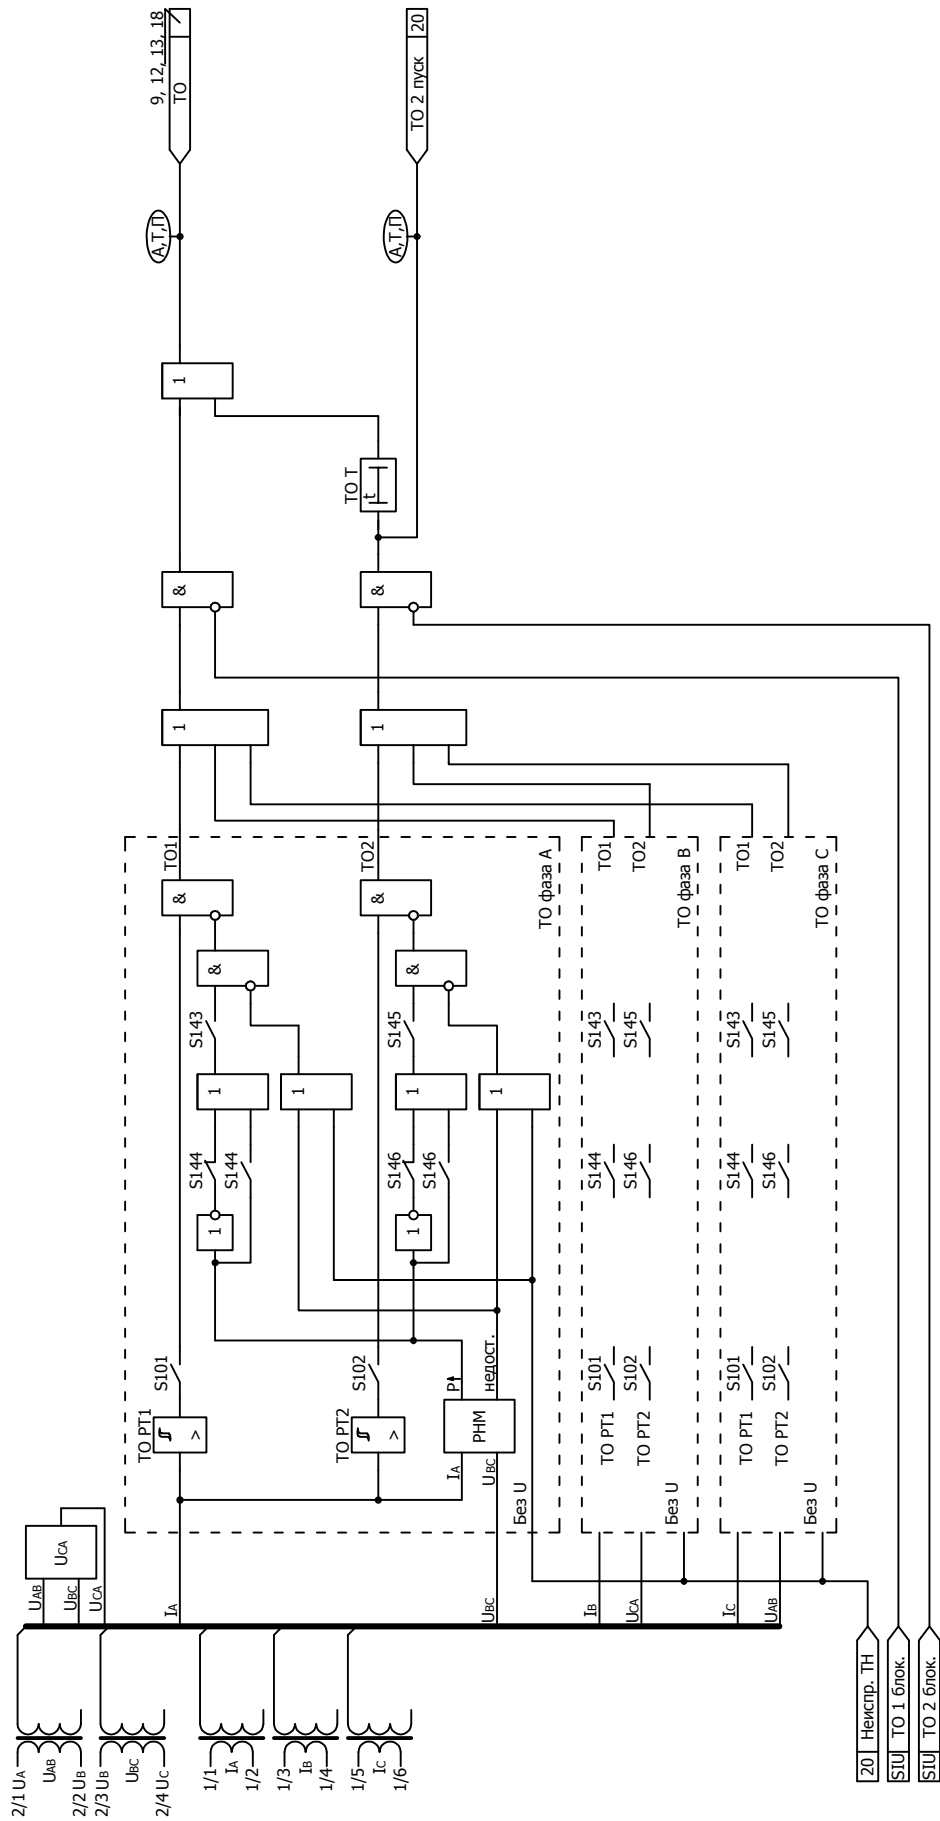 2/1 UA
UAB
2/2 UB
2/3 UB
UBC
2/4 UC
1/1
IA
1/2
1/3
IB
1/4
1/5
IC
1/6
UCA
UAB
UBC
UCA
IA
UBC
IB
UCA
IC
UAB
20 Неиспр. ТН
SIU ТО 1 блок.
SIU ТО 2 блок.
ТО РТ1
>
S101
ТО РТ2
>
S102
IA
UBC
РНМ
P
недост.
Без U
1
S144
S144
1
S143
1
&
&
ТО1
1
S146
S146
1
S145
1
&
&
ТО2
ТО фаза А
Без U
ТО РТ1
S101
ТО РТ2
S102
S144
S146
S143
S145
ТО1
ТО2
ТО фаза В
Без U
ТО РТ1
S101
ТО РТ2
S102
S144
S146
S143
S145
ТО1
ТО2
ТО фаза С
1
1
&
&
ТО Т
t
1
А,Т,П
А,Т,П
9, 12, 13, 18
ТО
ТО 2 пуск 20